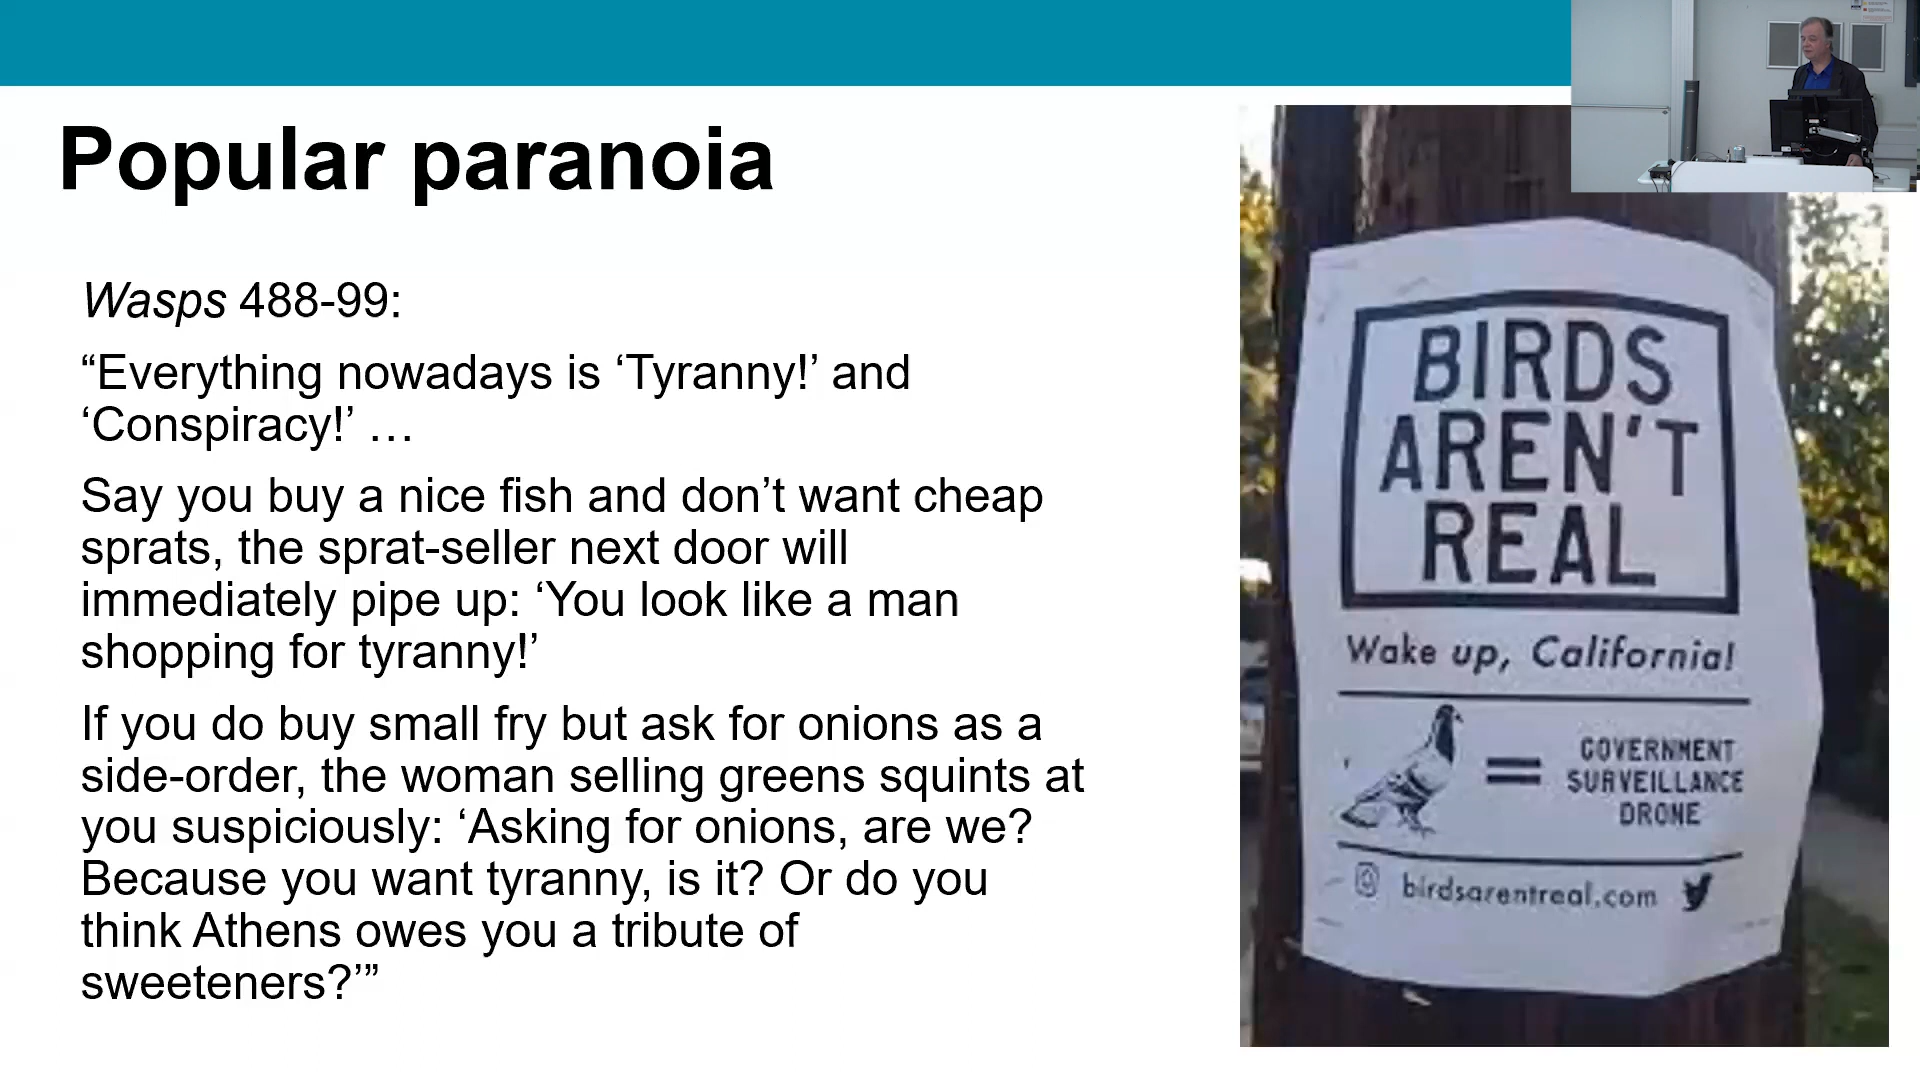 Popular paranoia
Wasps 488-99:
“Everything nowadays is ‘Tyranny!’ and
‘Conspiracy!’ …
Say you buy a nice fish and don’t want cheap
sprats, the sprat-seller next door will
immediately pipe up: ‘You look like a man
shopping for tyranny!’
If you do buy small fry but ask for onions as a
side-order, the woman selling greens squints at
you suspiciously: ‘Asking for onions, are we?
Because you want tyranny, is it? Or do you
think Athens owes you a tribute of
sweeteners?’”
BIRDS
AREN'T
REAL
Wake up, California!
=
GOVERNMENT
SURVEILLANCE
DRONE
birdsarentreal.com